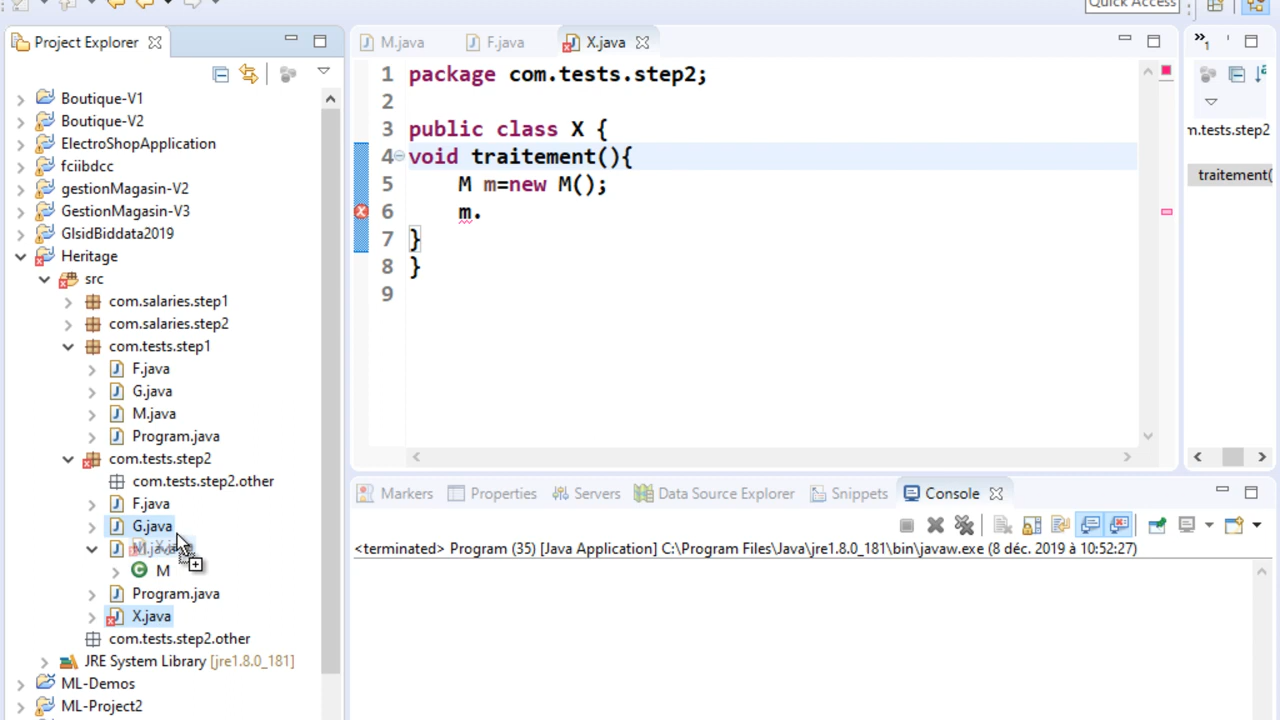 Quick Access
Project Explorer
Boutique-V1
Boutique-V2
ElectroShopApplication
fciibdcc
gestionMagasin-V2
GestionMagasin-V3
GlsidBiddata2019
Heritage
src
com.salaries.step1
com.salaries.step2
com.tests.step1
F.java
G.java
M.java
Program.java
com.tests.step2
com.tests.step2.other
F.java
G.java
M
Program.java
X.java
com.tests.step2.other
JRE System Library [jre1.8.0_181]
ML-Demos
ML-Project2
M.java F.java X.java
1 package com.tests.step2;
2
3 public class X {
4 void traitement(){
5 M m=new M();
6 m.
7 }
8 }
9
1
m.tests.step2
traitement(
Markers Properties Servers Data Source Explorer Snippets Console
<terminated> Program (35) [Java Application] C:\Program Files\Java\jre1.8.0_181\bin\javaw.exe (8 déc. 2019 à 10:52:27)